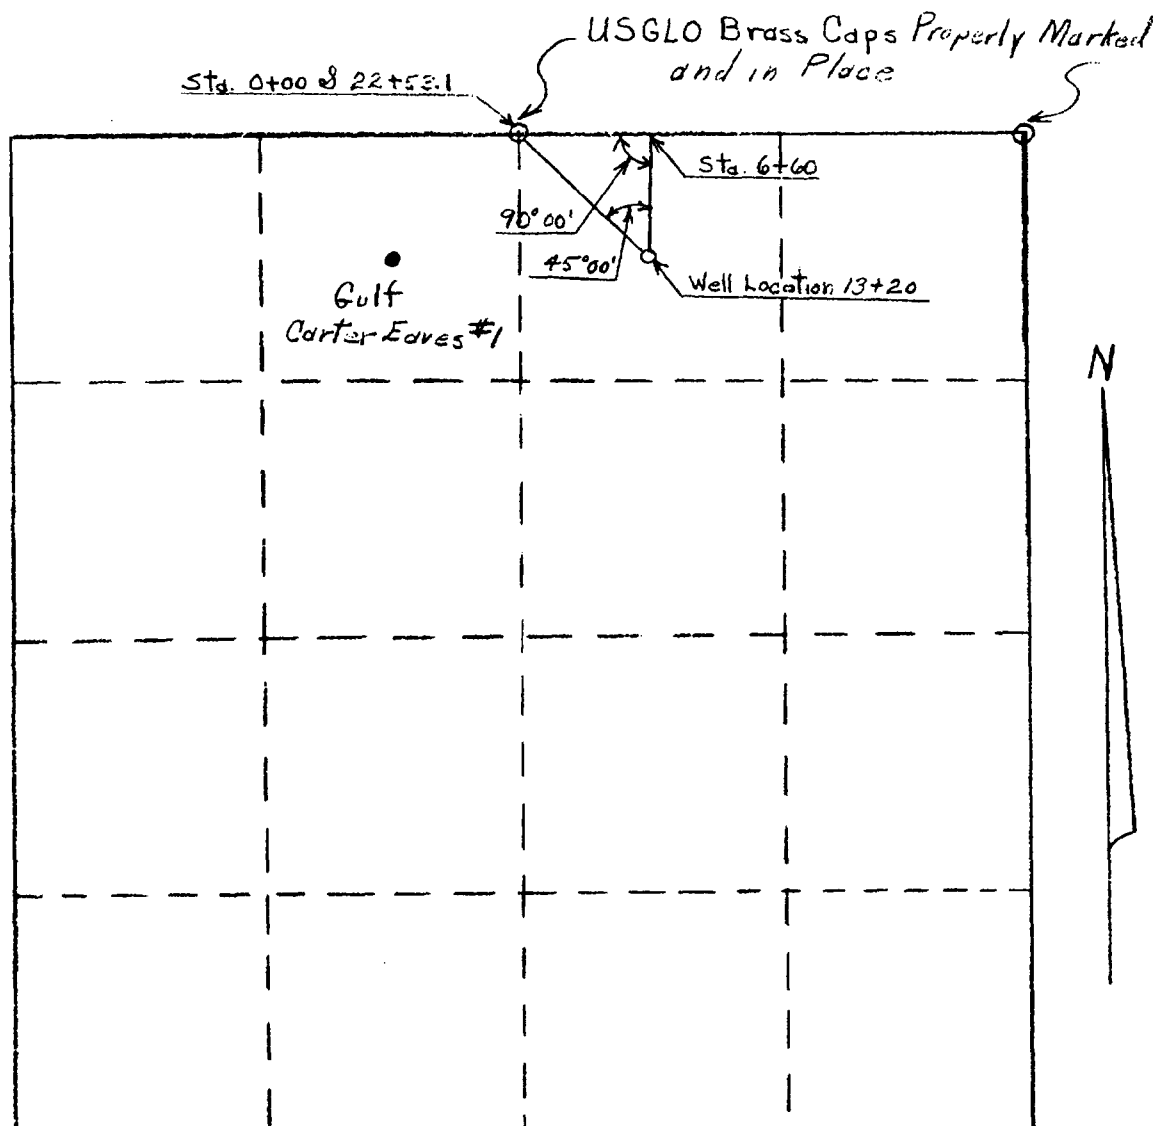 USGLO Brass Caps Properly Marked
and in Place
Sta. 0+00 & 22+53.1
Sta. 6+60
90°00'
45°00'
Well Location 13+20
Gulf
Carter Eaves #1
N